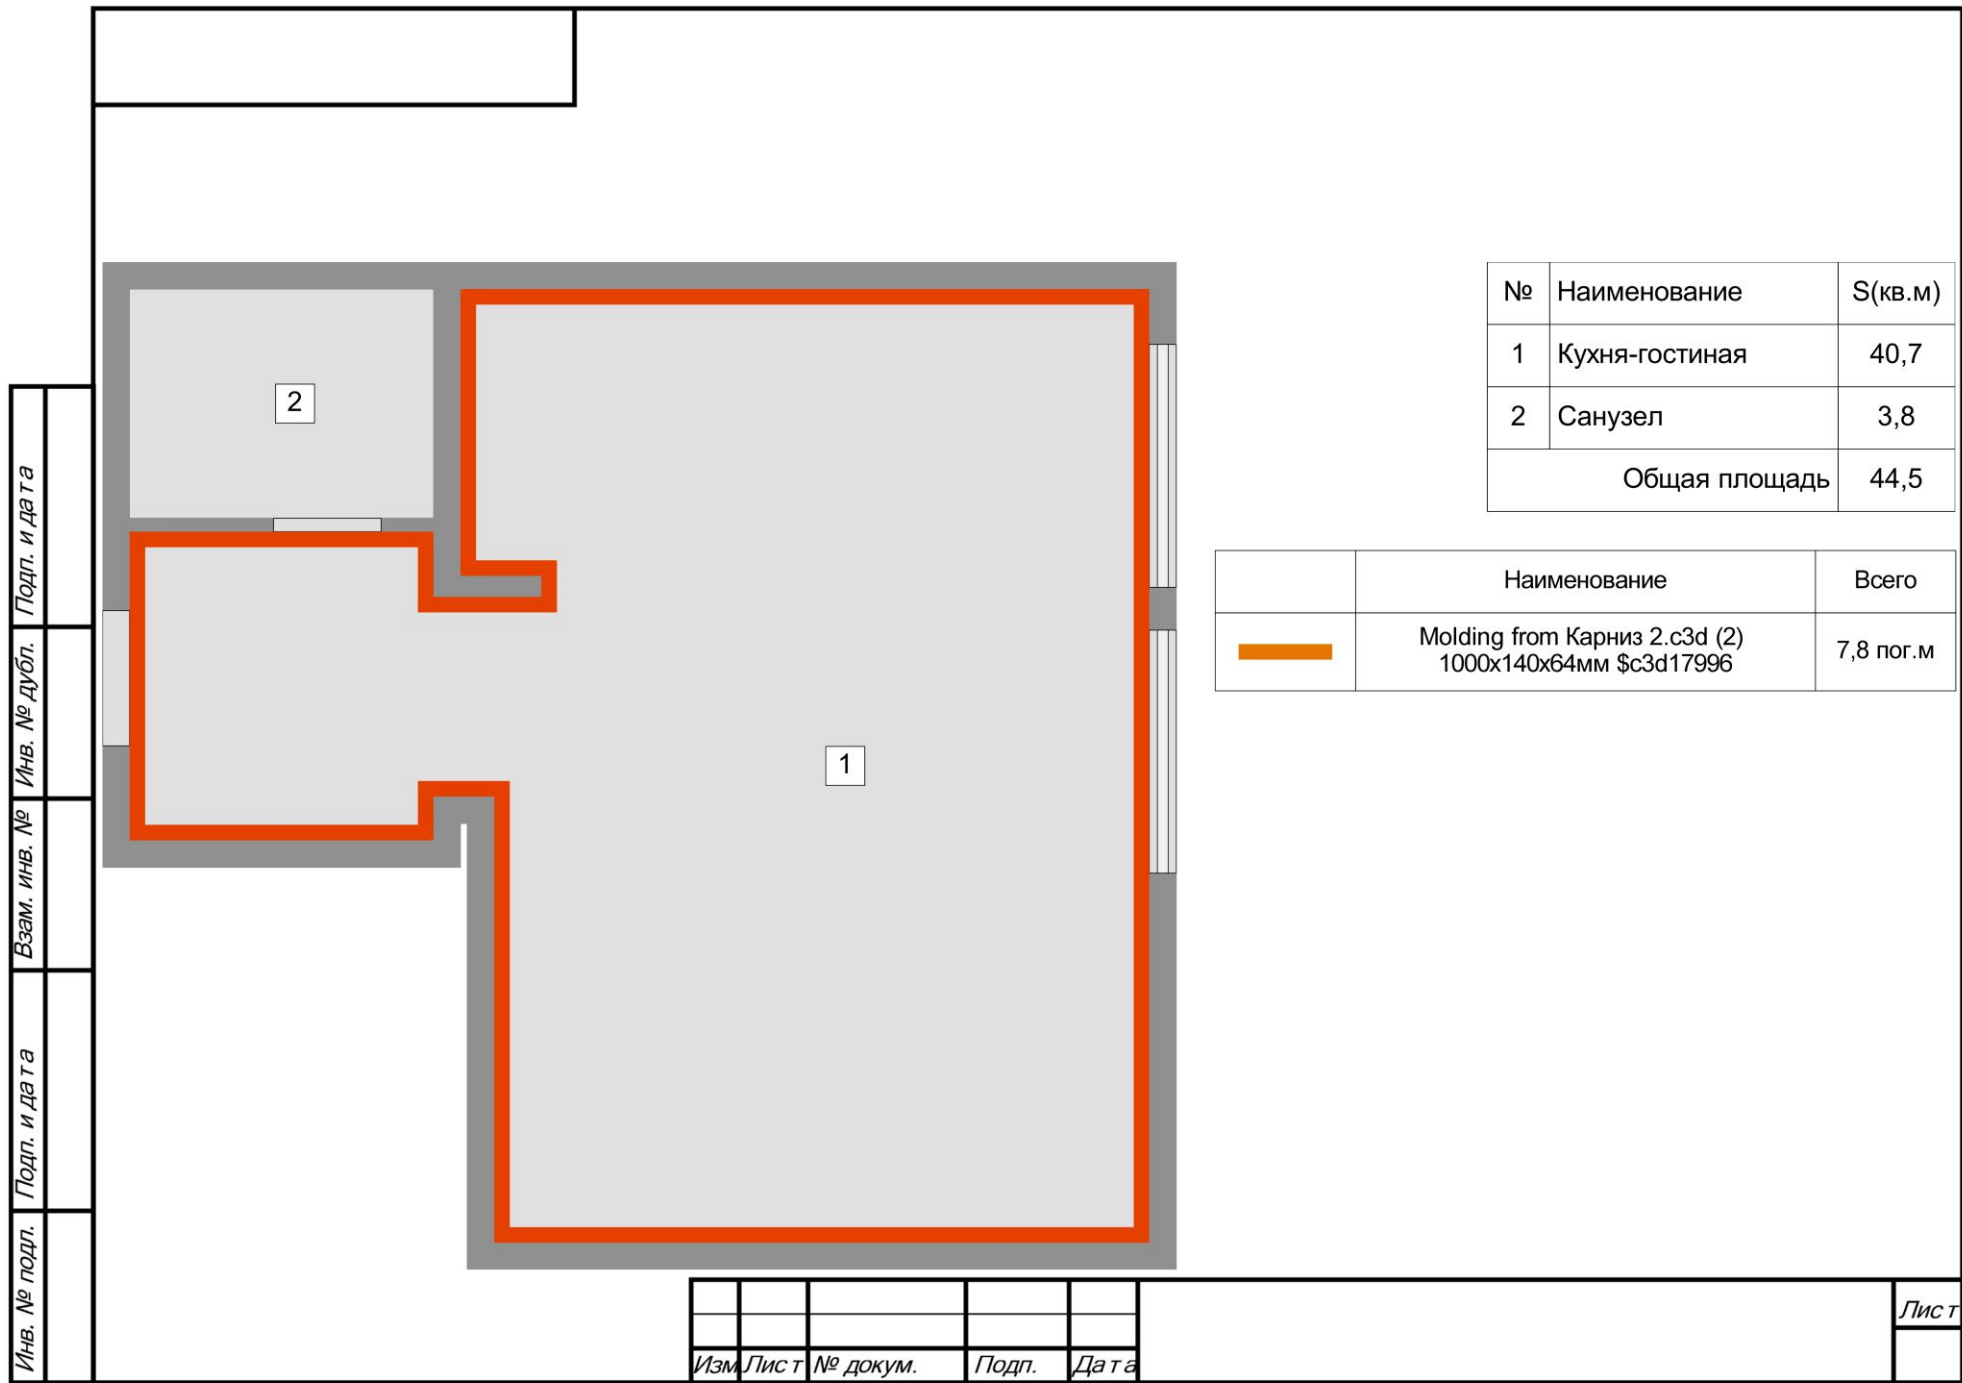 № Наименование S(кв.м)
1 Кухня-гостиная 40,7
2 Санузел 3,8
Общая площадь 44,5
Наименование Всего
Molding from Карниз 2.c3d (2)
1000х140х64мм $c3d17996
7,8 пог.м
2
1
Подп. и дата
Инв. № дубл.
Взам. инв. №
Подп. и дата
Инв. № подп.
Изм Лист № докум. Подп. Дата
Лист